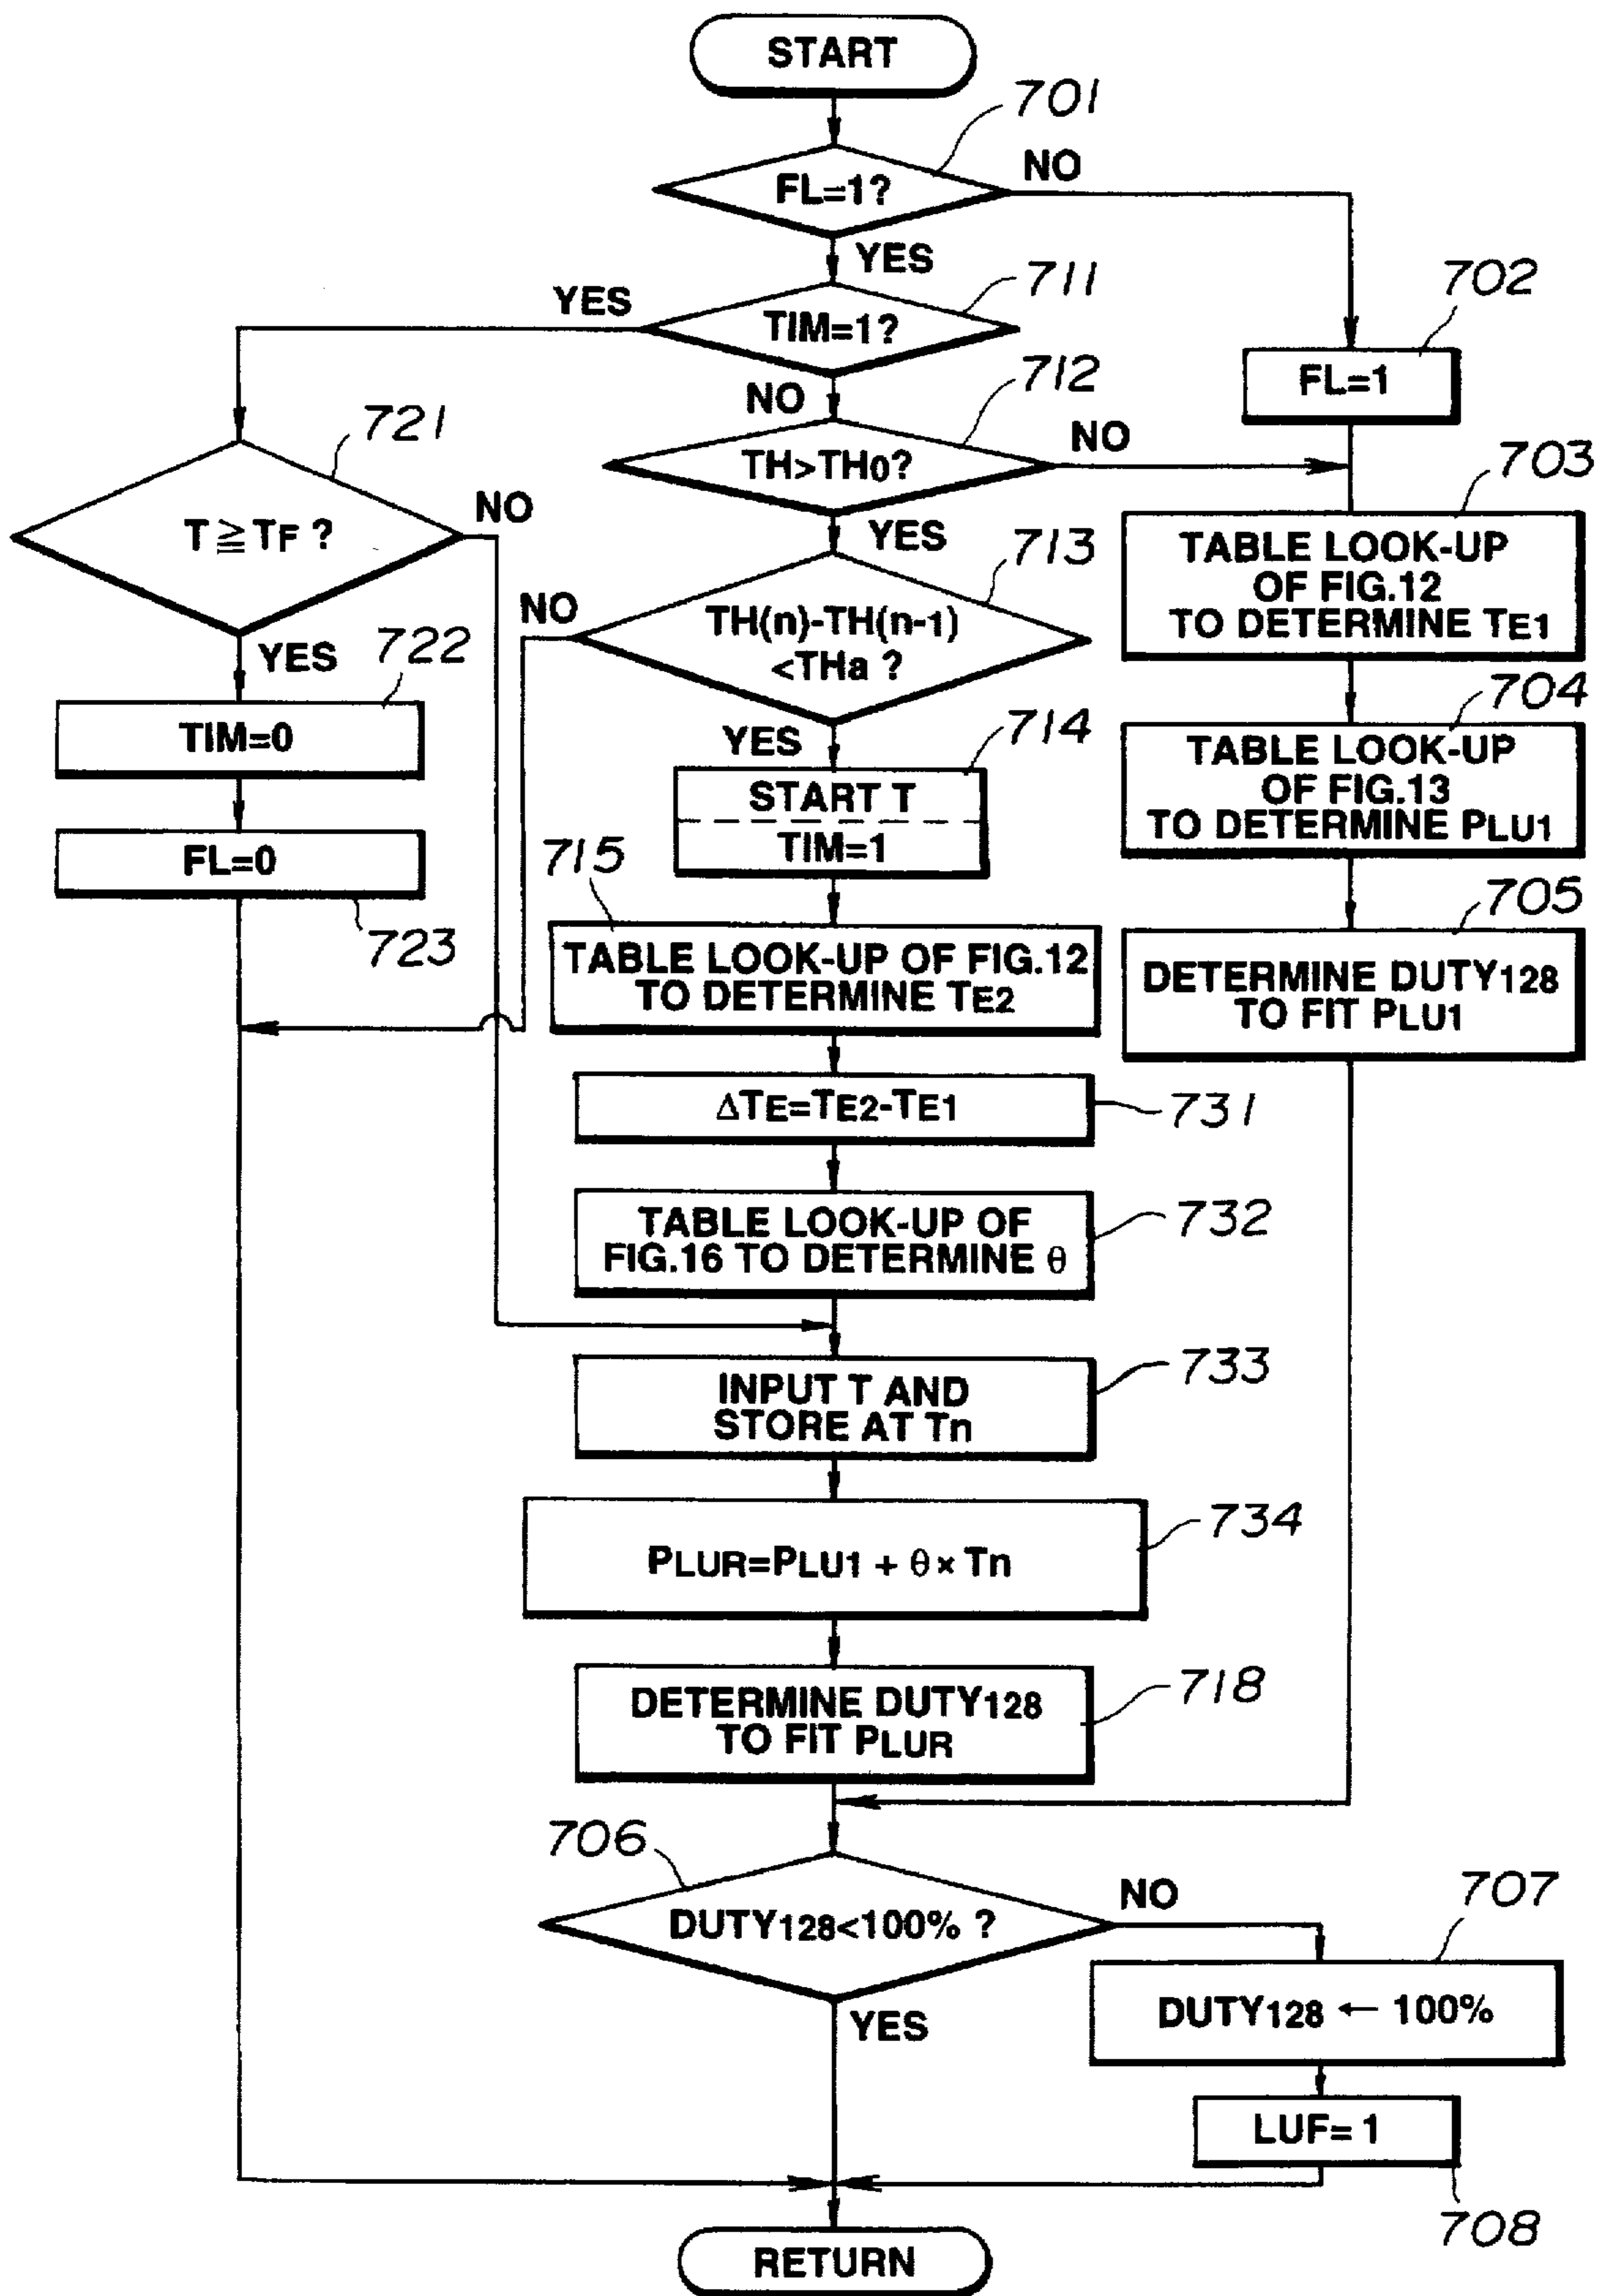 START
701
FL=1?
NO
YES
711
YES
TIM=1?
702
FL=1
NO
712
TH>TH0?
NO
721
T ≧ TF ?
NO
YES
703
TABLE LOOK-UP
OF FIG.12
TO DETERMINE TE1
713
NO
TH(n)-TH(n-1)
<THa ?
YES
722
TIM=0
YES
714
START T
TIM=1
704
TABLE LOOK-UP
OF FIG.13
TO DETERMINE PLU1
FL=0
723
715
TABLE LOOK-UP OF FIG.12
TO DETERMINE TE2
705
DETERMINE DUTY128
TO FIT PLU1
ΔTE=TE2-TE1
731
TABLE LOOK-UP OF
FIG.16 TO DETERMINE θ
732
INPUT T AND
STORE AT Tn
733
PLUR=PLU1 + θ × Tn
734
DETERMINE DUTY128
TO FIT PLUR
718
706
DUTY128<100% ?
NO
707
DUTY128 ← 100%
YES
LUF= 1
708
RETURN